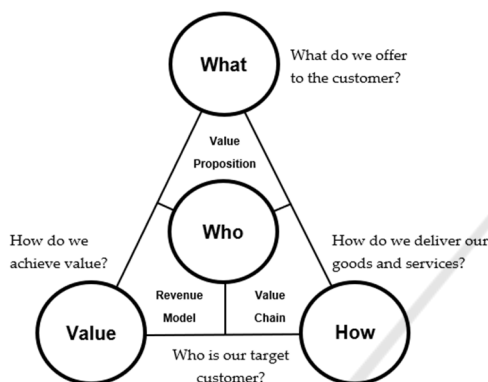 What
What do we offer
to the customer?
Value
Proposition
Who
How do we
achieve value?
How do we deliver our
goods and services?
Revenue
Model
Value
Chain
Value
How
Who is our target
customer?